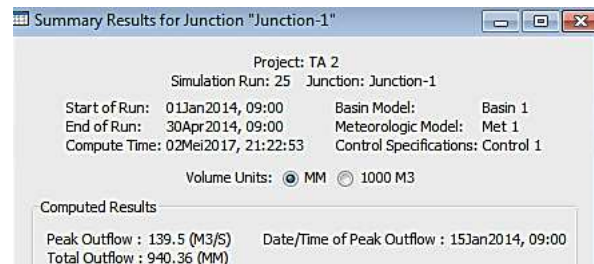 Summary Results for Junction "Junction-1"
Project: TA 2
Simulation Run: 25 Junction: Junction-1
Start of Run: 01Jan2014, 09:00 Basin Model: Basin 1
End of Run: 30Apr2014, 09:00 Meteorologic Model: Met 1
Compute Time: 02Mei2017, 21:22:53 Control Specifications: Control 1
Volume Units: MM 1000 M3
Computed Results
Peak Outflow : 139.5 (M3/S) Date/Time of Peak Outflow : 15Jan2014, 09:00
Total Outflow : 940.36 (MM)